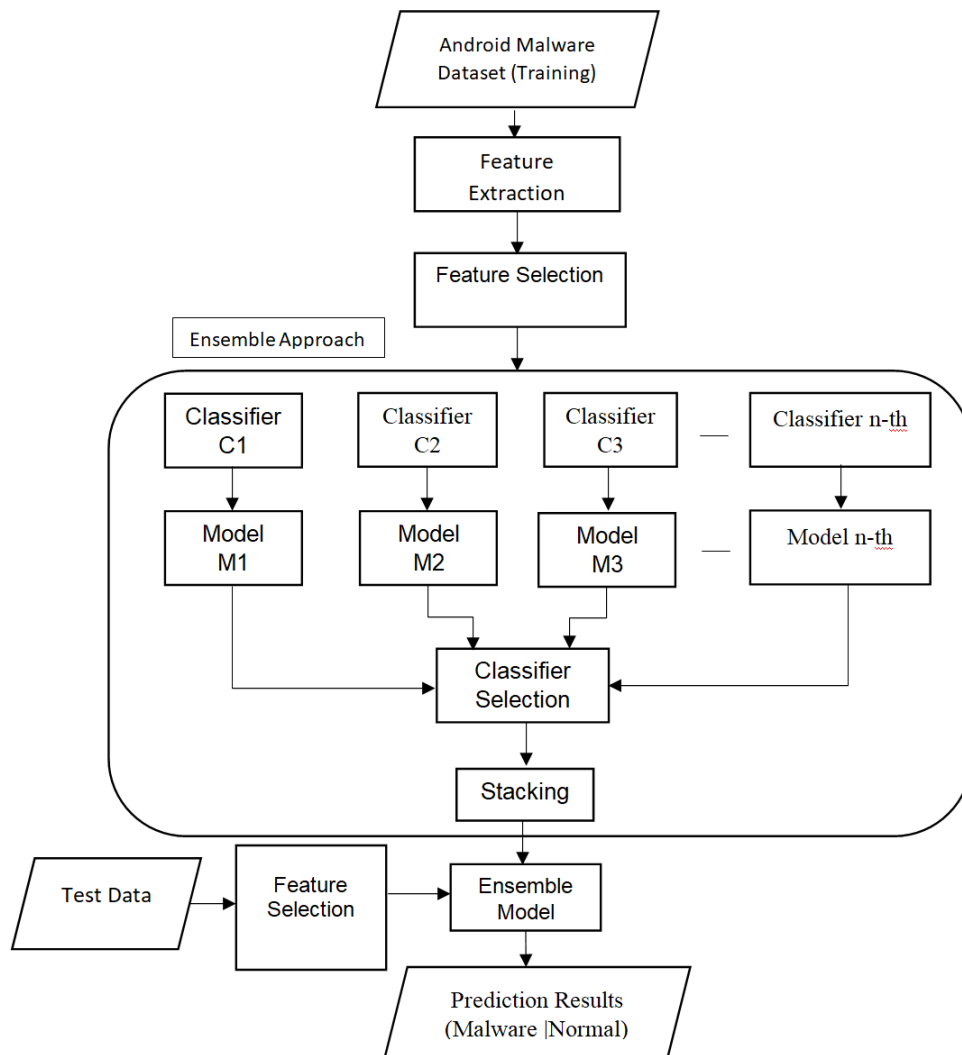 Android Malware
Dataset (Training)
Feature
Extraction
Feature Selection
Ensemble Approach
Classifier
C1
Classifier
C2
Classifier
C3
Classifier n-th
Model
M1
Model
M2
Model
M3
Model n-th
Classifier
Selection
Stacking
Test Data
Feature
Selection
Ensemble
Model
Prediction Results
(Malware |Normal)